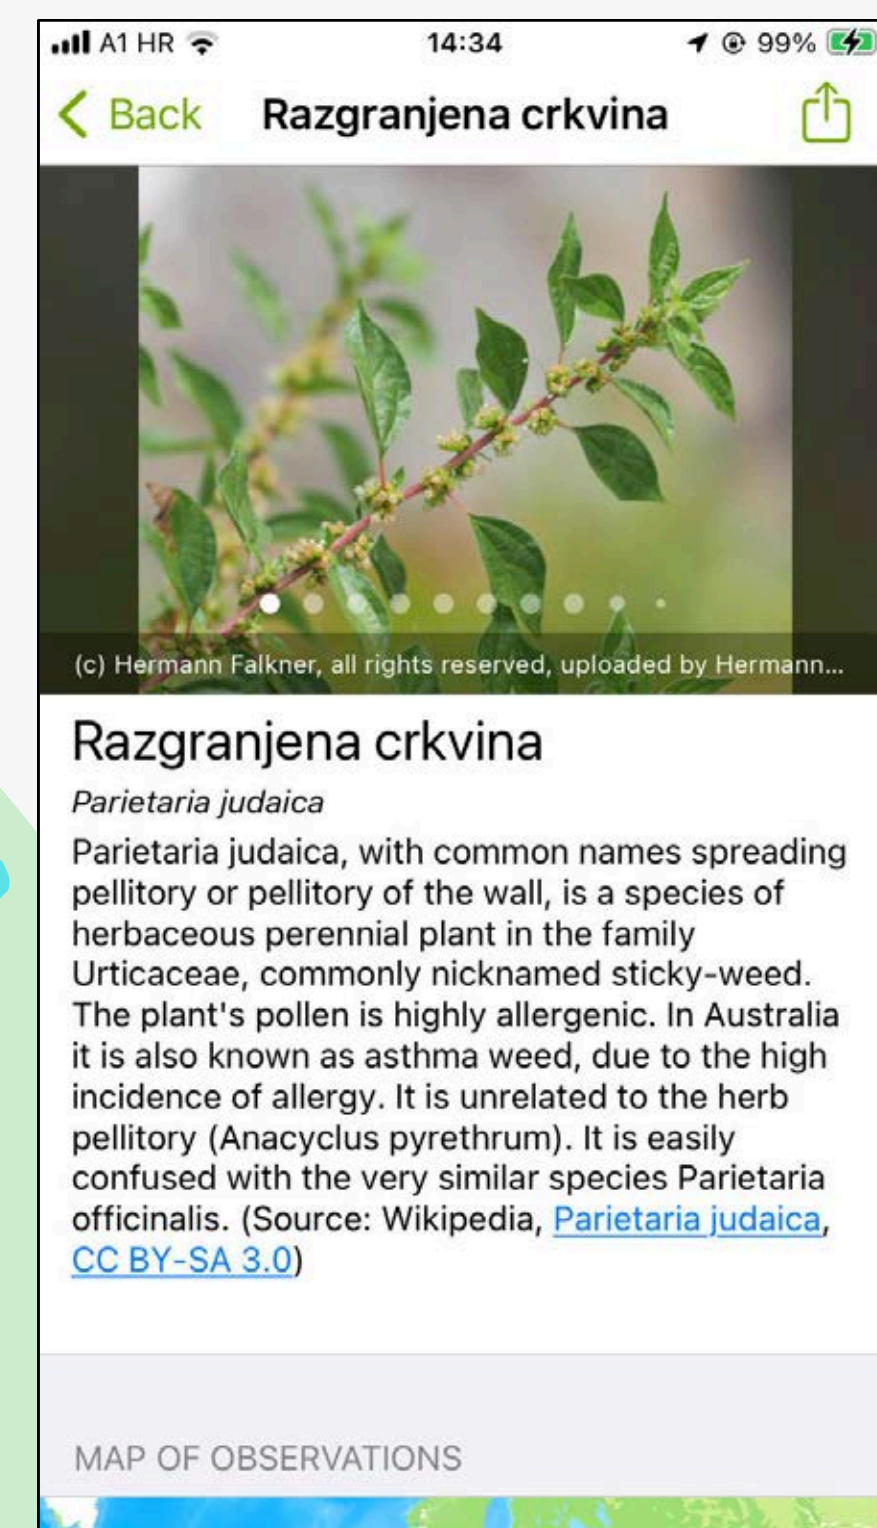 A1 HR 14:34 99%
Back Razgranjena crkvina
(c) Hermann Falkner, all rights reserved, uploaded by Hermann...
Razgranjena crkvina
Parietaria judaica
Parietaria judaica, with common names spreading
pellitory or pellitory of the wall, is a species of
herbaceous perennial plant in the family
Urticaceae, commonly nicknamed sticky-weed.
The plant's pollen is highly allergenic. In Australia
it is also known as asthma weed, due to the high
incidence of allergy. It is unrelated to the herb
pellitory (Anacyclus pyrethrum). It is easily
confused with the very similar species Parietaria
officinalis. (Source: Wikipedia, Parietaria judaica,
CC BY-SA 3.0)
MAP OF OBSERVATIONS